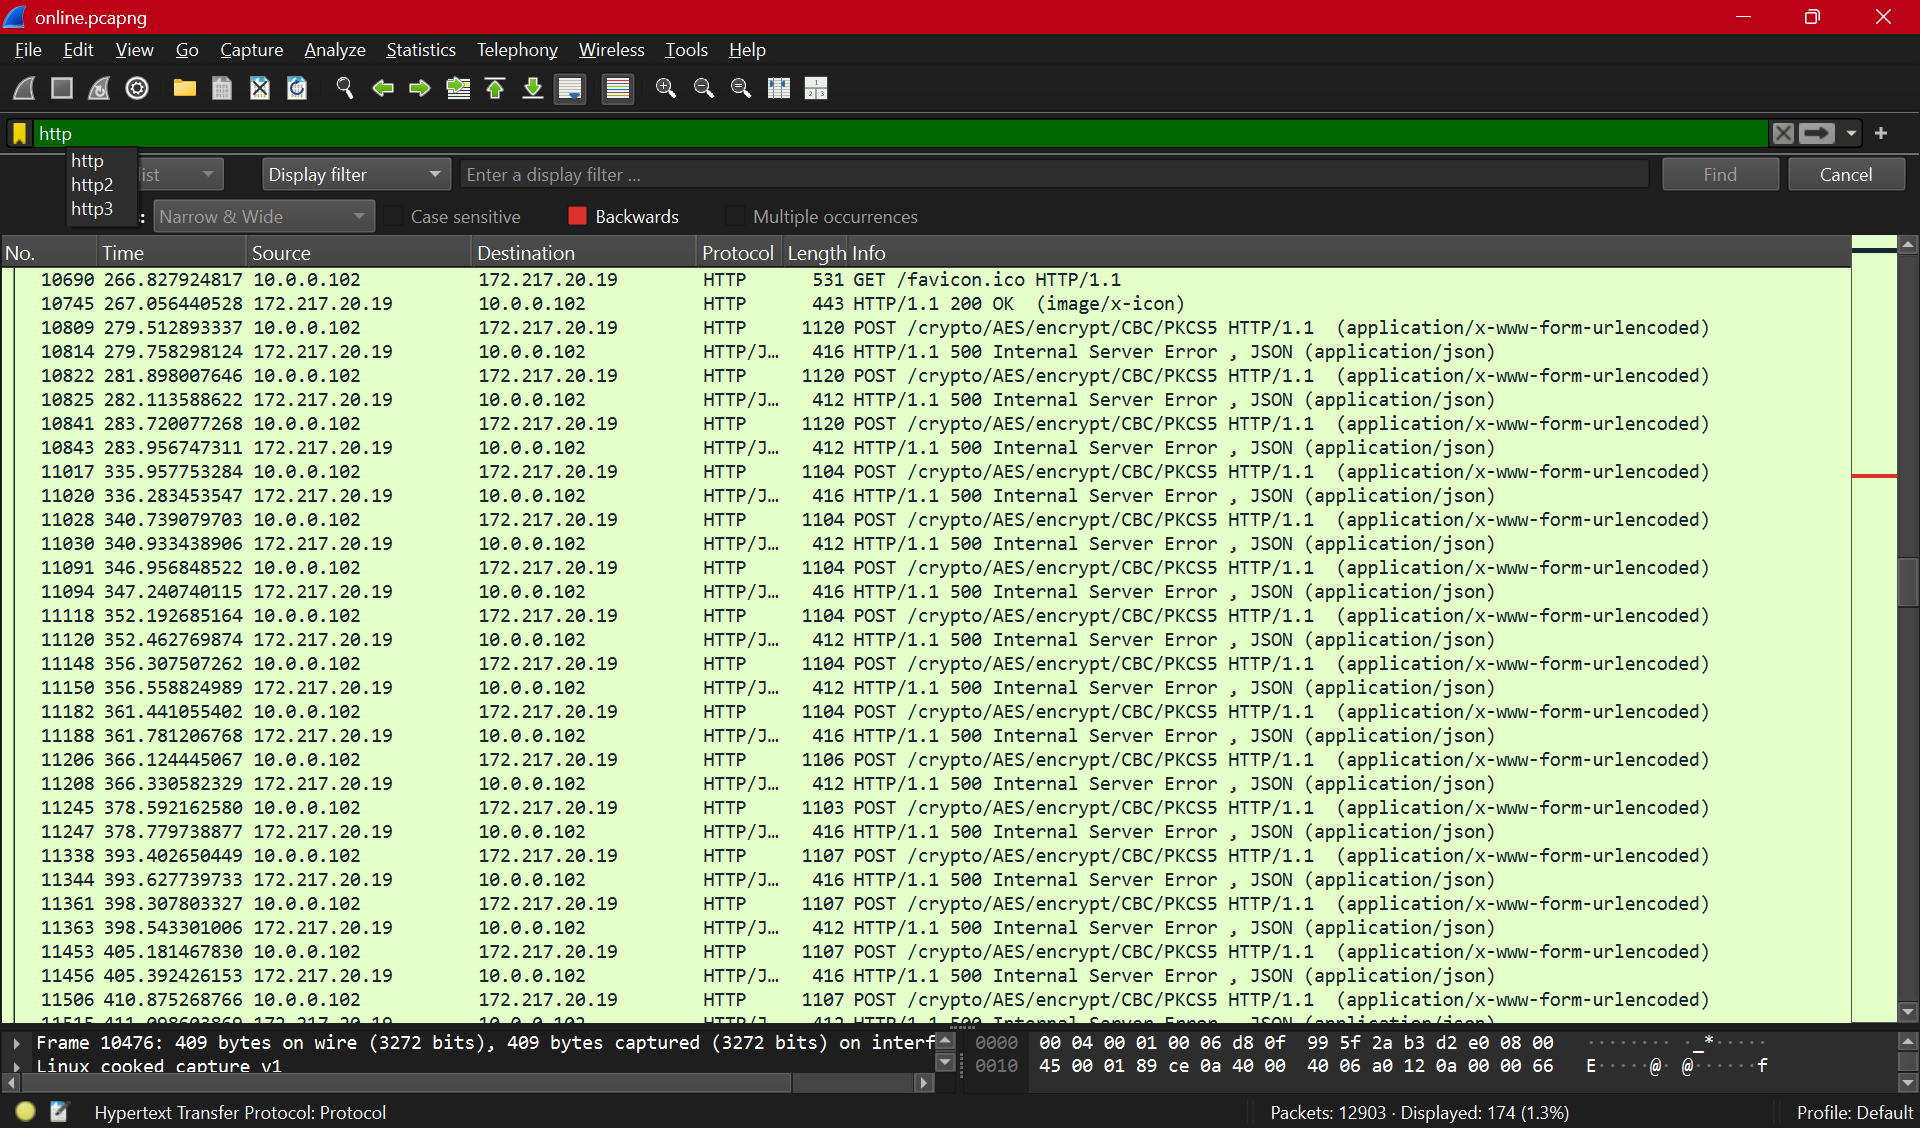 online.pcapng
File Edit View Go Capture Analyze Statistics Telephony Wireless Tools Help
http
http
http2
http3
ist Display filter Enter a display filter ... Find Cancel
: Narrow & Wide Case sensitive Backwards Multiple occurrences
No. Time Source Destination Protocol Length Info
10690 266.827924817 10.0.0.102 172.217.20.19 HTTP 531 GET /favicon.ico HTTP/1.1
10745 267.056440528 172.217.20.19 10.0.0.102 HTTP 443 HTTP/1.1 200 OK (image/x-icon)
10809 279.512893337 10.0.0.102 172.217.20.19 HTTP 1120 POST /crypto/AES/encrypt/CBC/PKCS5 HTTP/1.1 (application/x-www-form-urlencoded)
10814 279.758298124 172.217.20.19 10.0.0.102 HTTP/J… 416 HTTP/1.1 500 Internal Server Error , JSON (application/json)
10822 281.898007646 10.0.0.102 172.217.20.19 HTTP 1120 POST /crypto/AES/encrypt/CBC/PKCS5 HTTP/1.1 (application/x-www-form-urlencoded)
10825 282.113588622 172.217.20.19 10.0.0.102 HTTP/J… 412 HTTP/1.1 500 Internal Server Error , JSON (application/json)
10841 283.720077268 10.0.0.102 172.217.20.19 HTTP 1120 POST /crypto/AES/encrypt/CBC/PKCS5 HTTP/1.1 (application/x-www-form-urlencoded)
10843 283.956747311 172.217.20.19 10.0.0.102 HTTP/J… 412 HTTP/1.1 500 Internal Server Error , JSON (application/json)
11017 335.957753284 10.0.0.102 172.217.20.19 HTTP 1104 POST /crypto/AES/encrypt/CBC/PKCS5 HTTP/1.1 (application/x-www-form-urlencoded)
11020 336.283453547 172.217.20.19 10.0.0.102 HTTP/J… 416 HTTP/1.1 500 Internal Server Error , JSON (application/json)
11028 340.739079703 10.0.0.102 172.217.20.19 HTTP 1104 POST /crypto/AES/encrypt/CBC/PKCS5 HTTP/1.1 (application/x-www-form-urlencoded)
11030 340.933438906 172.217.20.19 10.0.0.102 HTTP/J… 412 HTTP/1.1 500 Internal Server Error , JSON (application/json)
11091 346.956848522 10.0.0.102 172.217.20.19 HTTP 1104 POST /crypto/AES/encrypt/CBC/PKCS5 HTTP/1.1 (application/x-www-form-urlencoded)
11094 347.240740115 172.217.20.19 10.0.0.102 HTTP/J… 416 HTTP/1.1 500 Internal Server Error , JSON (application/json)
11118 352.192685164 10.0.0.102 172.217.20.19 HTTP 1104 POST /crypto/AES/encrypt/CBC/PKCS5 HTTP/1.1 (application/x-www-form-urlencoded)
11120 352.462769874 172.217.20.19 10.0.0.102 HTTP/J… 412 HTTP/1.1 500 Internal Server Error , JSON (application/json)
11148 356.307507262 10.0.0.102 172.217.20.19 HTTP 1104 POST /crypto/AES/encrypt/CBC/PKCS5 HTTP/1.1 (application/x-www-form-urlencoded)
11150 356.558824989 172.217.20.19 10.0.0.102 HTTP/J… 412 HTTP/1.1 500 Internal Server Error , JSON (application/json)
11182 361.441055402 10.0.0.102 172.217.20.19 HTTP 1104 POST /crypto/AES/encrypt/CBC/PKCS5 HTTP/1.1 (application/x-www-form-urlencoded)
11188 361.781206768 172.217.20.19 10.0.0.102 HTTP/J… 416 HTTP/1.1 500 Internal Server Error , JSON (application/json)
11206 366.124445067 10.0.0.102 172.217.20.19 HTTP 1106 POST /crypto/AES/encrypt/CBC/PKCS5 HTTP/1.1 (application/x-www-form-urlencoded)
11208 366.330582329 172.217.20.19 10.0.0.102 HTTP/J… 412 HTTP/1.1 500 Internal Server Error , JSON (application/json)
11245 378.592162580 10.0.0.102 172.217.20.19 HTTP 1103 POST /crypto/AES/encrypt/CBC/PKCS5 HTTP/1.1 (application/x-www-form-urlencoded)
11247 378.779738877 172.217.20.19 10.0.0.102 HTTP/J… 416 HTTP/1.1 500 Internal Server Error , JSON (application/json)
11338 393.402650449 10.0.0.102 172.217.20.19 HTTP 1107 POST /crypto/AES/encrypt/CBC/PKCS5 HTTP/1.1 (application/x-www-form-urlencoded)
11344 393.627739733 172.217.20.19 10.0.0.102 HTTP/J… 416 HTTP/1.1 500 Internal Server Error , JSON (application/json)
11361 398.307803327 10.0.0.102 172.217.20.19 HTTP 1107 POST /crypto/AES/encrypt/CBC/PKCS5 HTTP/1.1 (application/x-www-form-urlencoded)
11363 398.543301006 172.217.20.19 10.0.0.102 HTTP/J… 412 HTTP/1.1 500 Internal Server Error , JSON (application/json)
11453 405.181467830 10.0.0.102 172.217.20.19 HTTP 1107 POST /crypto/AES/encrypt/CBC/PKCS5 HTTP/1.1 (application/x-www-form-urlencoded)
11456 405.392426153 172.217.20.19 10.0.0.102 HTTP/J… 416 HTTP/1.1 500 Internal Server Error , JSON (application/json)
11506 410.875268766 10.0.0.102 172.217.20.19 HTTP 1107 POST /crypto/AES/encrypt/CBC/PKCS5 HTTP/1.1 (application/x-www-form-urlencoded)
172.217.20.19 10.0.0.102 HTTP/J… 412 HTTP/1.1 500 Internal Server Error , JSON (application/json)
Frame 10476: 409 bytes on wire (3272 bits), 409 bytes captured (3272 bits) on interf
Linux cooked capture v1
0000 00 04 00 01 00 06 d8 0f 99 5f 2a b3 d2 e0 08 00 ········ ·_*·····
0010 45 00 01 89 ce 0a 40 00 40 06 a0 12 0a 00 00 66 E·····@· @······f
Hypertext Transfer Protocol: Protocol
Packets: 12903 · Displayed: 174 (1.3%)
Profile: Default